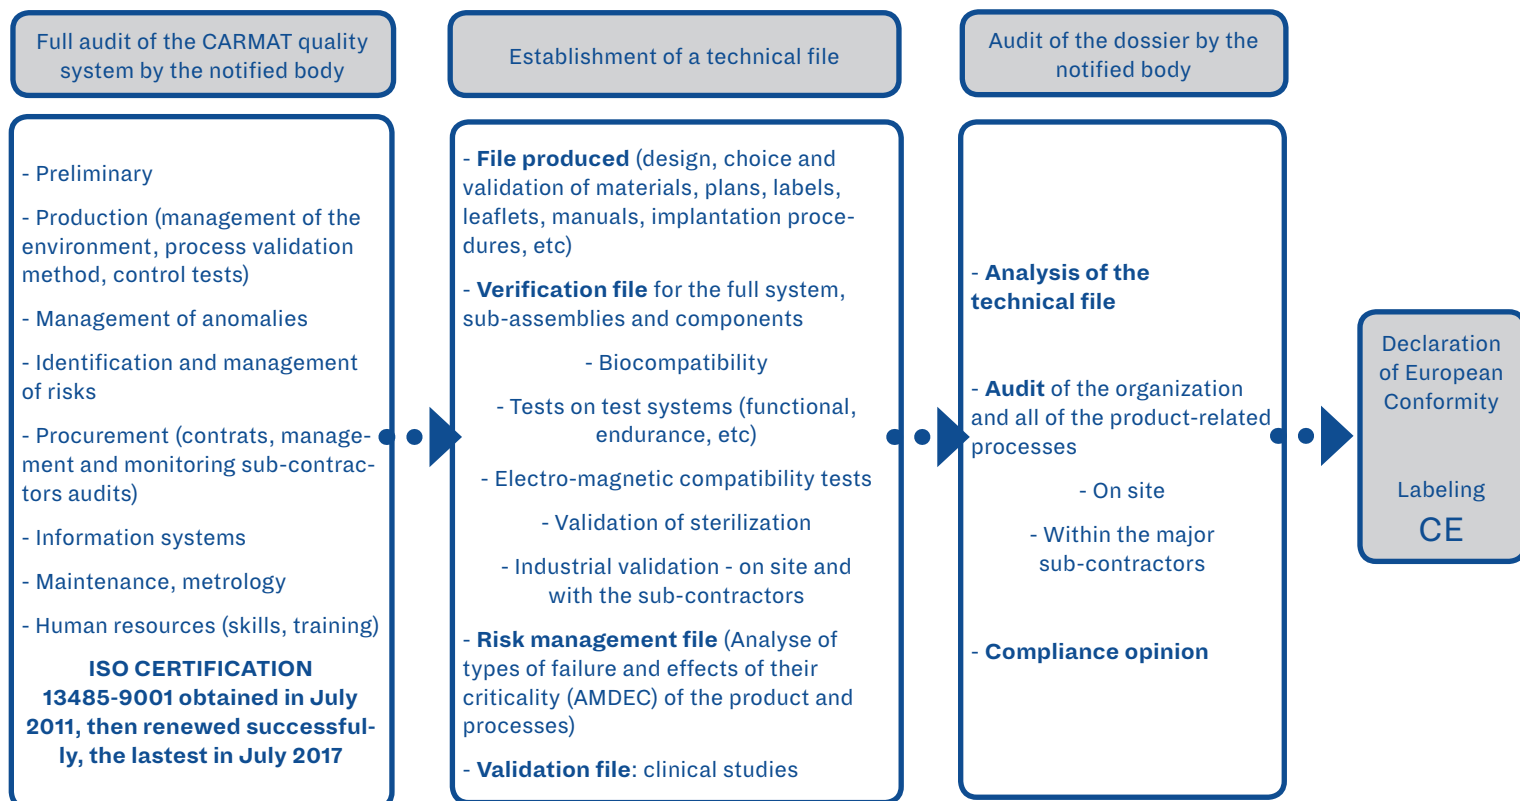 Full audit of the CARMAT quality
system by the notified body
Establishment of a technical file
Audit of the dossier by the
notified body
- Preliminary
- Production (management of the
environment, process validation
method, control tests)
- Management of anomalies
- Identification and management
of risks
- Procurement (contrats, manage-
ment and monitoring sub-contrac-
tors audits)
- Information systems
- Maintenance, metrology
- Human resources (skills, training)
ISO CERTIFICATION
13485-9001 obtained in July
2011, then renewed successful-
ly, the lastest in July 2017
- File produced (design, choice and
validation of materials, plans, labels,
leaflets, manuals, implantation proce-
dures, etc)
- Verification file for the full system,
sub-assemblies and components
- Biocompatibility
- Tests on test systems (functional,
endurance, etc)
- Electro-magnetic compatibility tests
- Validation of sterilization
- Industrial validation - on site and
with the sub-contractors
- Risk management file (Analyse of
types of failure and effects of their
criticality (AMDEC) of the product and
processes)
- Validation file: clinical studies
- Analysis of the
technical file
- Audit of the organization
and all of the product-related
processes
- On site
- Within the major
sub-contractors
- Compliance opinion
Declaration
of European
Conformity
Labeling
CE